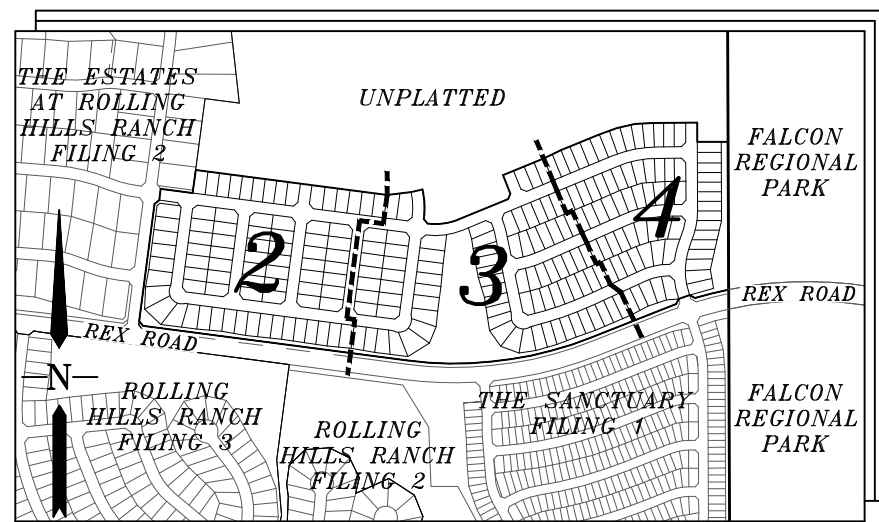 THE ESTATES
AT ROLLING
HILLS RANCH
FILING 2
UNPLATTED
FALCON
REGIONAL
PARK
2
3
4
REX ROAD
REX ROAD
N
ROLLING
HILLS RANCH
FILING 3
ROLLING
HILLS RANCH
FILING 2
THE SANCTUARY
FILING 1
FALCON
REGIONAL
PARK